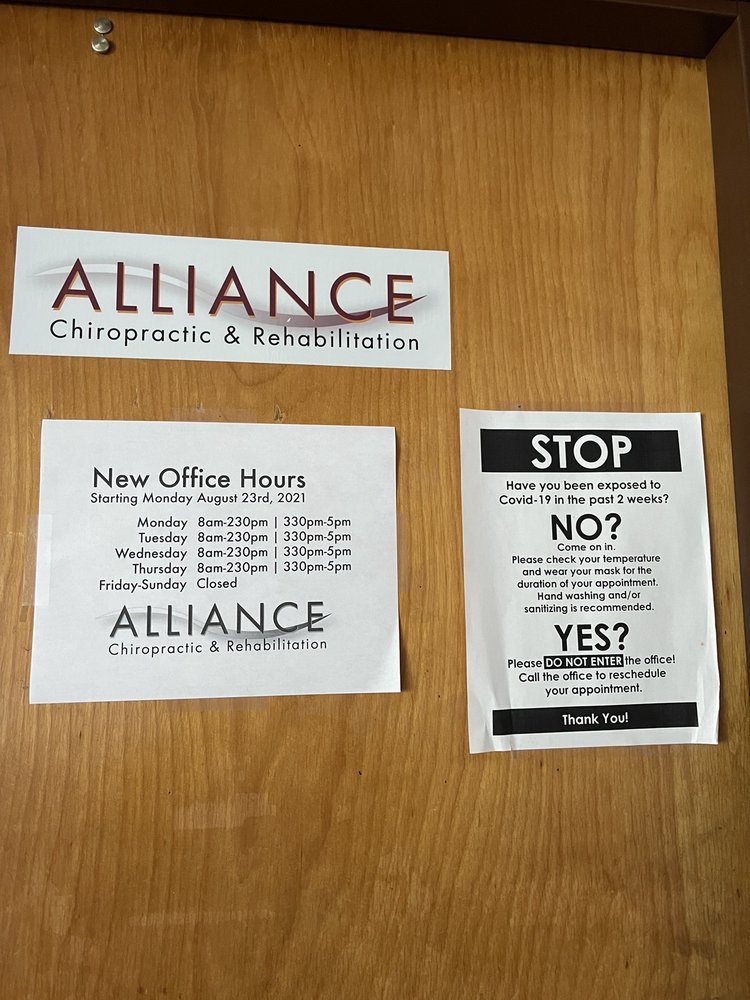 ALLIANCE
Chiropractic & Rehabilitation
New Office Hours
Starting Monday August 23rd, 2021
Monday 8am-230pm | 330pm-5pm
Tuesday 8am-230pm | 330pm-5pm
Wednesday 8am-230pm | 330pm-5pm
Thursday 8am-230pm | 330pm-5pm
Friday-Sunday Closed
ALLIANCE
Chiropractic & Rehabilitation
STOP
Have you been exposed to
Covid-19 in the past 2 weeks?
NO?
Come on in.
Please check your temperature
and wear your mask for the
duration of your appointment.
Hand washing and/or
sanitizing is recommended.
YES?
Please DO NOT ENTER the office!
Call the office to reschedule
your appointment.
Thank You!